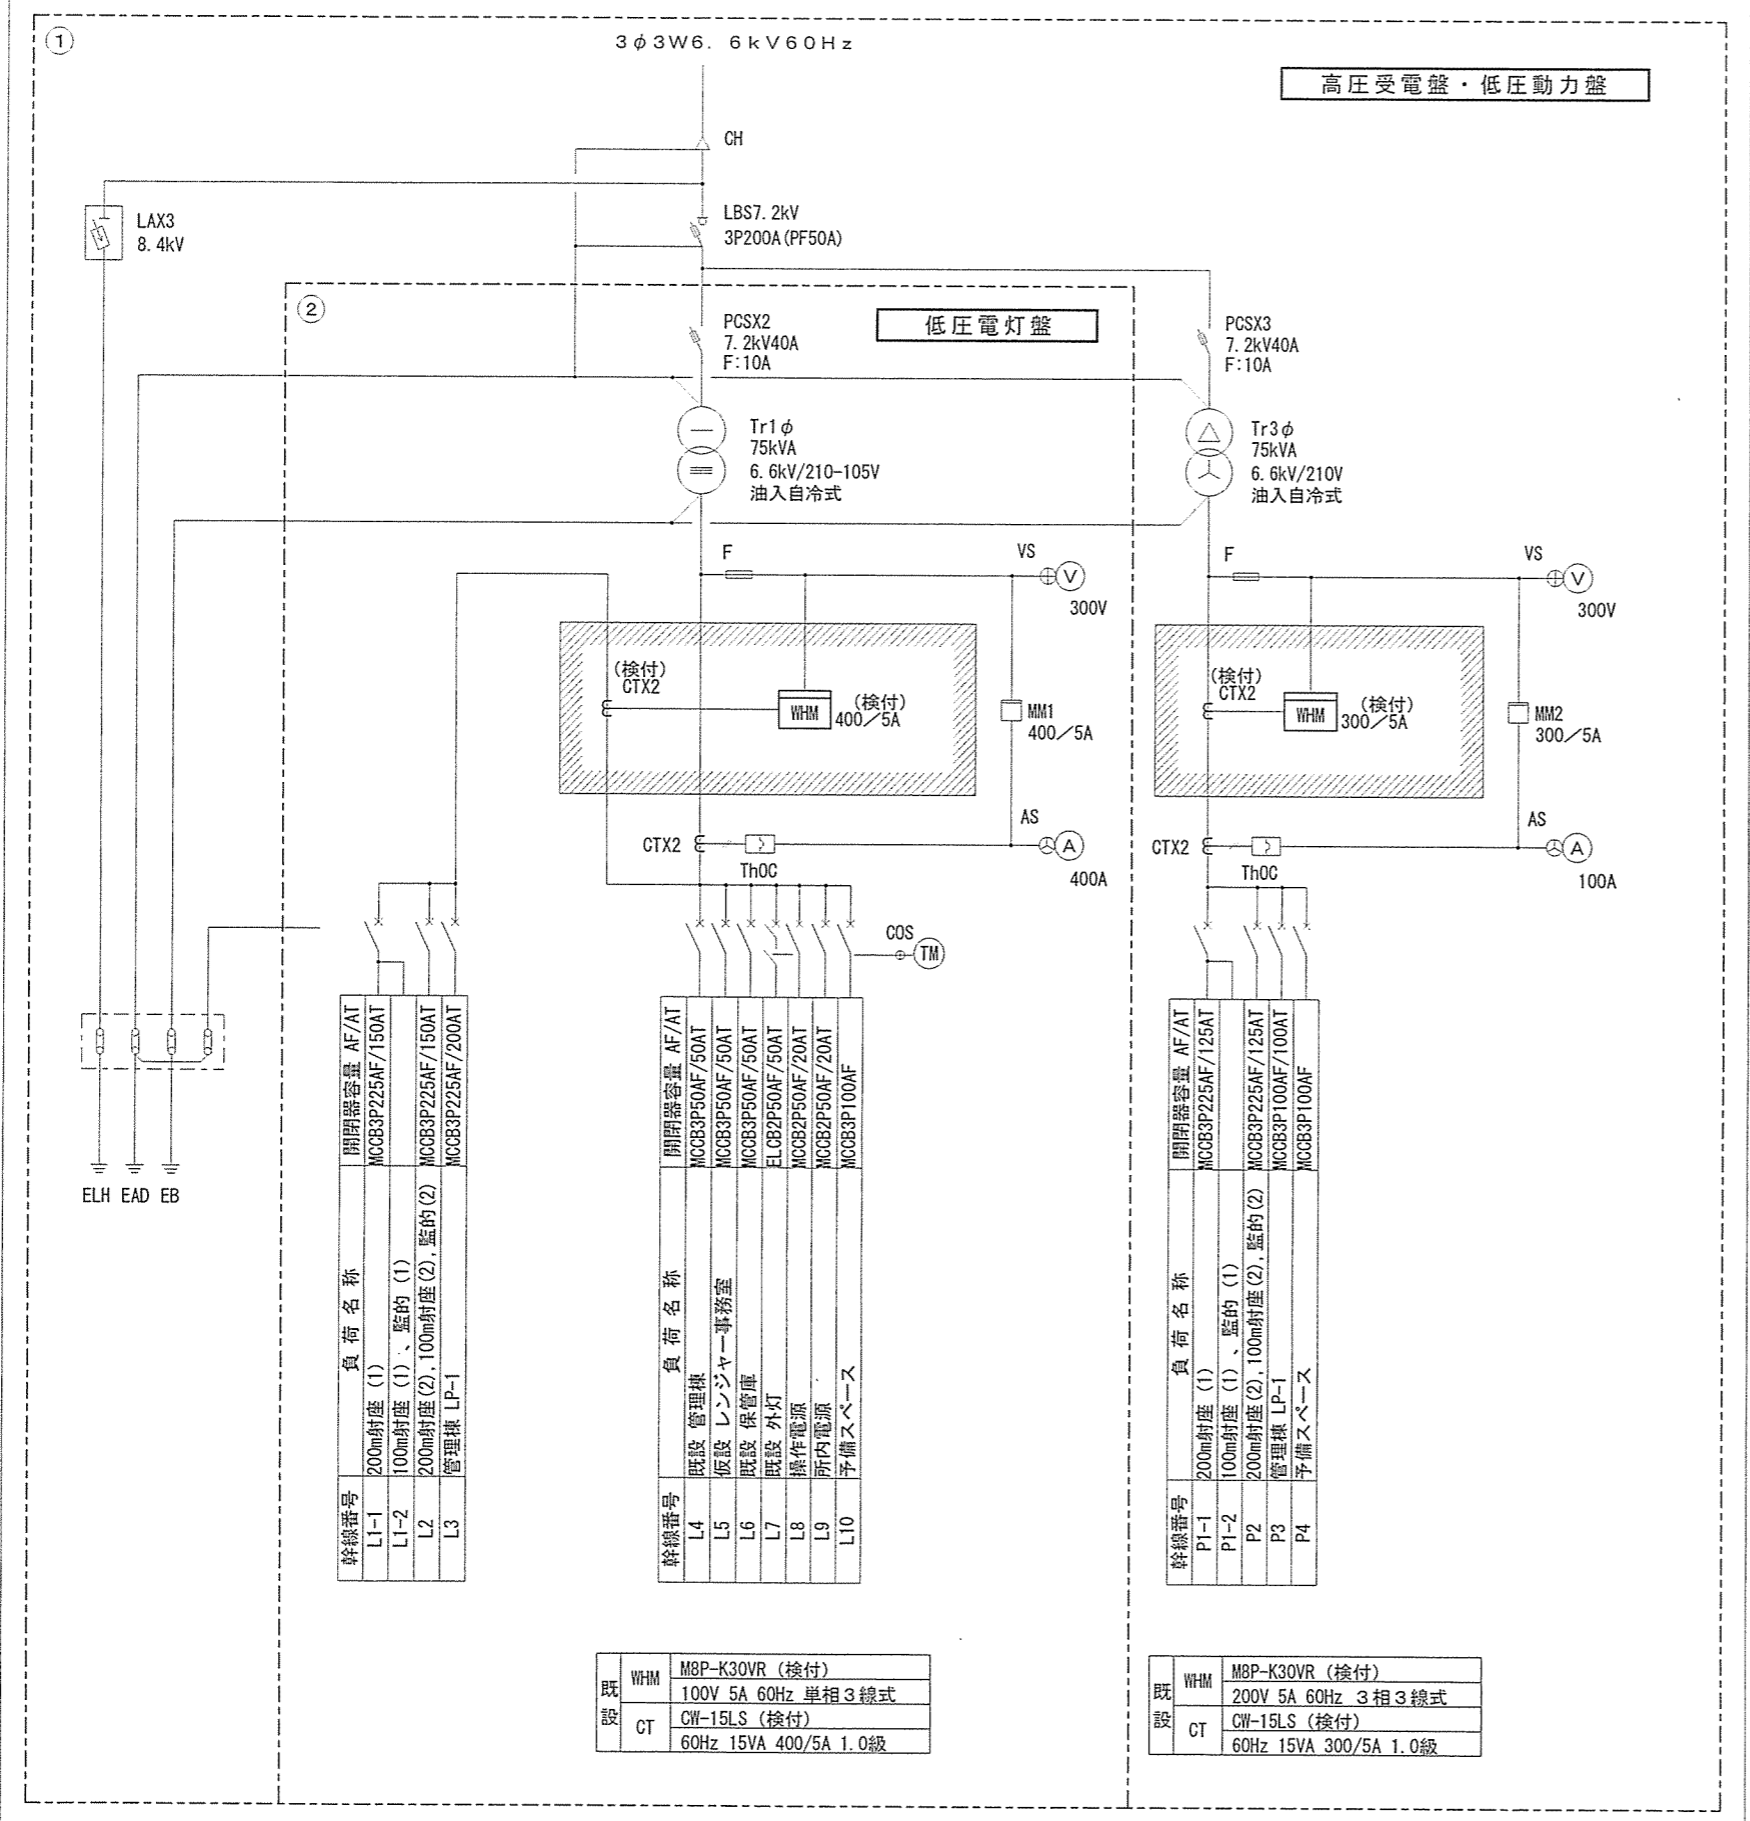 ①
3φ3W6.6kV60Hz
高圧受電盤・低圧動力盤
CH
LAX3
8.4kV
LBS7.2kV
3P200A(PF50A)
②
低圧電灯盤
PCSX2
7.2kV40A
F:10A
PCSX3
7.2kV40A
F:10A
Tr1φ
75kVA
6.6kV/210-105V
油入自冷式
Tr3φ
75kVA
6.6kV/210V
油入自冷式
F
VS
V
300V
F
VS
V
300V
(検付)
CTX2
WHM
(検付)
400/5A
MM1
400/5A
(検付)
CTX2
WHM
(検付)
300/5A
MM2
300/5A
CTX2
ThOC
AS
A
400A
CTX2
ThOC
AS
A
100A
COS
TM
ELH EAD EB
幹線番号 負荷名称 開閉器容量 AF/AT
L1-1 200m射座(1) MCCB3P225AF/150AT
L1-2 100m射座(1)、監的(1)
L2 200m射座(2),100m射座(2),監的(2) MCCB3P225AF/150AT
L3 管理棟 LP-1 MCCB3P225AF/200AT
幹線番号 負荷名称 開閉器容量 AF/AT
L4 既設 管理棟 MCCB3P50AF/50AT
L5 仮設 レンジャー事務室 MCCB3P50AF/50AT
L6 既設 保管庫 MCCB3P50AF/50AT
L7 既設 外灯 ELCB2P50AF/50AT
L8 操作電源 MCCB2P50AF/20AT
L9 所内電源 MCCB2P50AF/20AT
L10 予備スペース MCCB3P100AF
幹線番号 負荷名称 開閉器容量 AF/AT
P1-1 200m射座(1) MCCB3P225AF/125AT
P1-2 100m射座(1)、監的(1)
P2 200m射座(2),100m射座(2),監的(2) MCCB3P225AF/125AT
P3 管理棟 LP-1 MCCB3P100AF/100AT
P4 予備スペース MCCB3P100AF
既設
WHM
M8P-K30VR (検付)
100V 5A 60Hz 単相3線式
CT
CW-15LS (検付)
60Hz 15VA 400/5A 1.0級
既設
WHM
M8P-K30VR (検付)
200V 5A 60Hz 3相3線式
CT
CW-15LS (検付)
60Hz 15VA 300/5A 1.0級